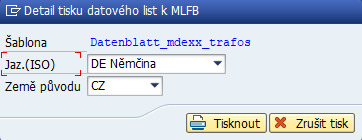 Detail tisku datového list k MLFB
Šablona Datenblatt_mdexx_trafos
Jaz.(ISO) DE Němčina
Země původu CZ
Tisknout Zrušit tisk